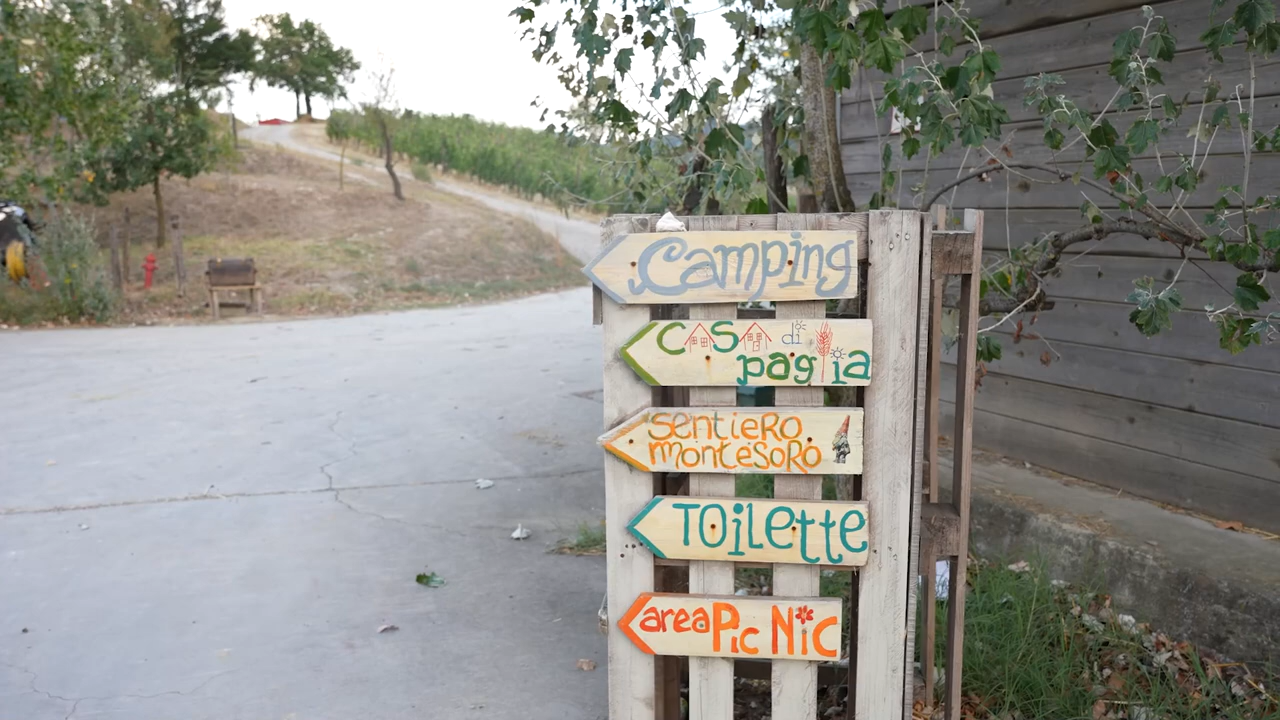 Camping
CASA di
paglia
sentiero
montesoro
TOilette
area Pic Nic